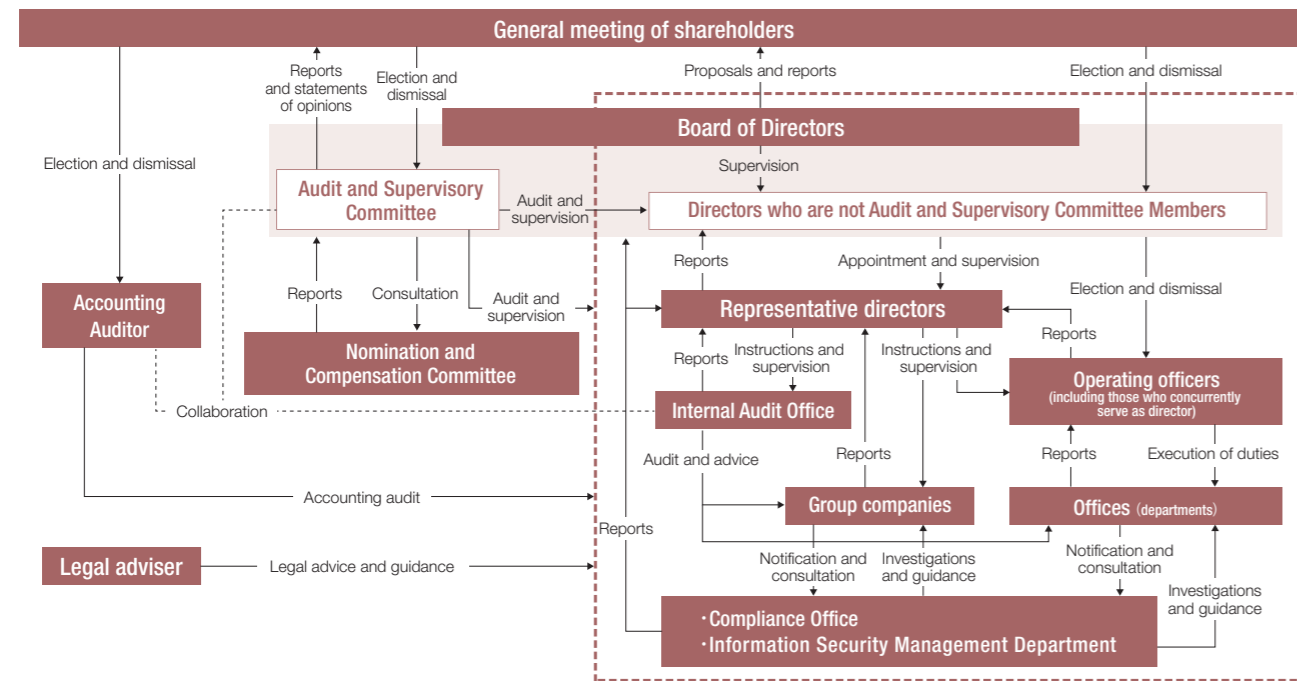 General meeting of shareholders
Reports
and statements
of opinions
Election and
dismissal
Proposals and reports
Election and dismissal
Board of Directors
Election and dismissal
Supervision
Audit and Supervisory
Committee
Audit and
supervision
Directors who are not Audit and Supervisory Committee Members
Reports
Consultation
Audit and
supervision
Reports
Appointment and supervision
Election and dismissal
Accounting
Auditor
Representative directors
Nomination and
Compensation Committee
Reports
Instructions and
supervision
Instructions and
supervision
Reports
Operating officers
(including those who concurrently
serve as director)
Collaboration
Internal Audit Office
Audit and advice
Reports
Reports
Execution of duties
Accounting audit
Group companies
Offices (departments)
Reports
Notification and
consultation
Investigations
and guidance
Notification and
consultation
Investigations
and guidance
Legal adviser
Legal advice and guidance
・Compliance Office
・Information Security Management Department